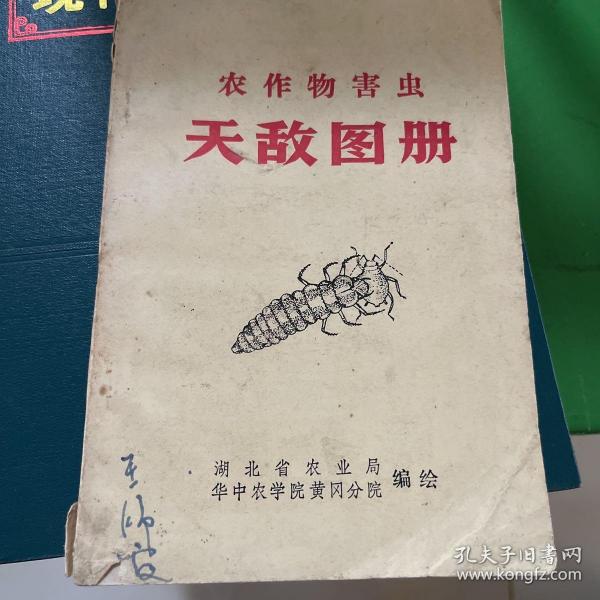 农作物害虫
天敌图册
湖北省农业局
华中农学院黄冈分院
编绘
孔夫子旧书网
www.kongfz.com